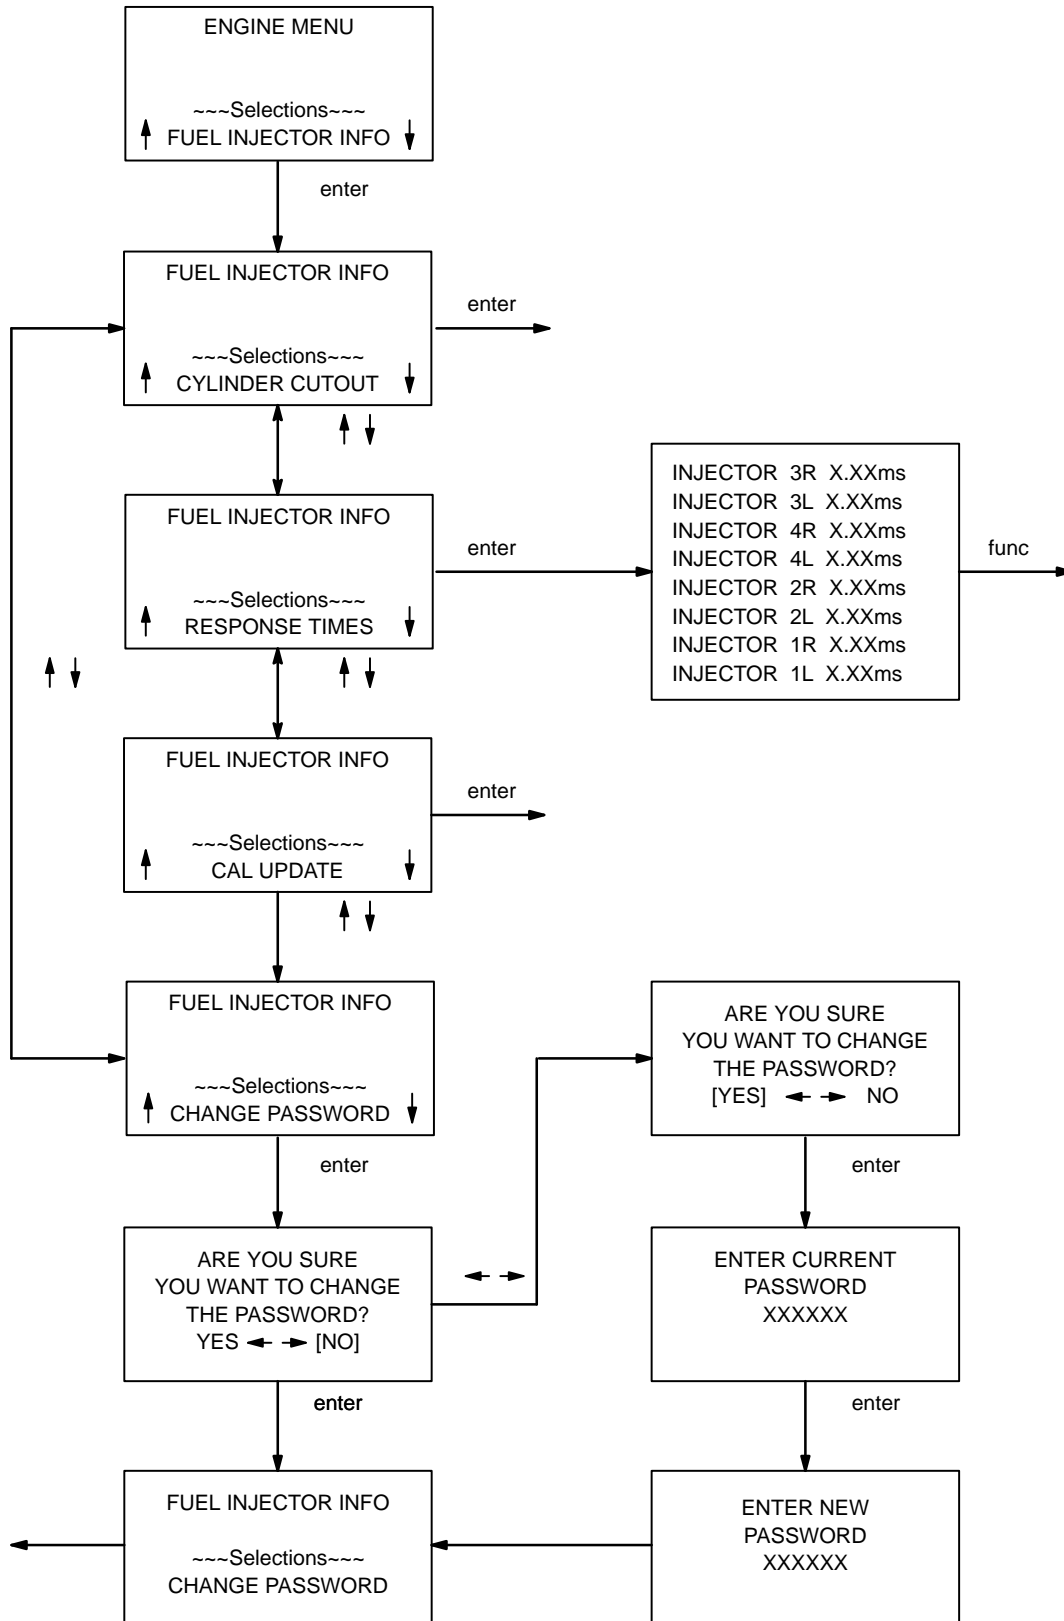 ENGINE MENU
~~~Selections~~~
FUEL INJECTOR INFO
enter
FUEL INJECTOR INFO
~~~Selections~~~
CYLINDER CUTOUT
enter
FUEL INJECTOR INFO
~~~Selections~~~
RESPONSE TIMES
enter
INJECTOR 3R X.XXms
INJECTOR 3L X.XXms
INJECTOR 4R X.XXms
INJECTOR 4L X.XXms
INJECTOR 2R X.XXms
INJECTOR 2L X.XXms
INJECTOR 1R X.XXms
INJECTOR 1L X.XXms
func
FUEL INJECTOR INFO
~~~Selections~~~
CAL UPDATE
enter
FUEL INJECTOR INFO
~~~Selections~~~
CHANGE PASSWORD
enter
ARE YOU SURE
YOU WANT TO CHANGE
THE PASSWORD?
YES [NO]
enter
ARE YOU SURE
YOU WANT TO CHANGE
THE PASSWORD?
[YES] NO
enter
ENTER CURRENT
PASSWORD
XXXXXX
enter
ENTER NEW
PASSWORD
XXXXXX
FUEL INJECTOR INFO
~~~Selections~~~
CHANGE PASSWORD